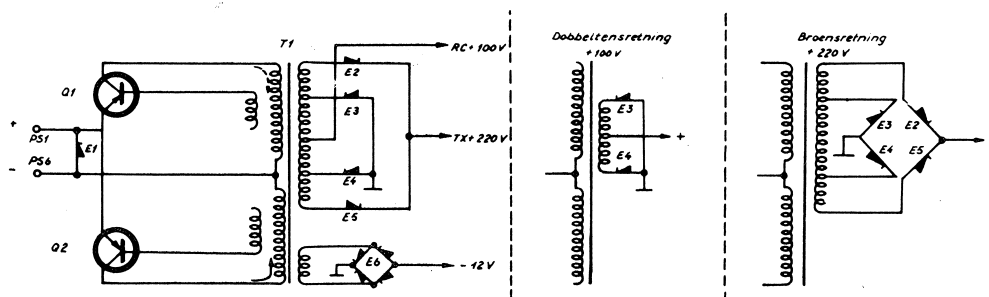 T1
RC+100V
E2
Q1
E3
+
PS1
E1
TX+220V
PS6
-
E4
E5
Q2
E6
-12V
Dobbeltensretning
+100V
E3
+
E4
Broensretning
+ 220V
E3
E2
E4
E5